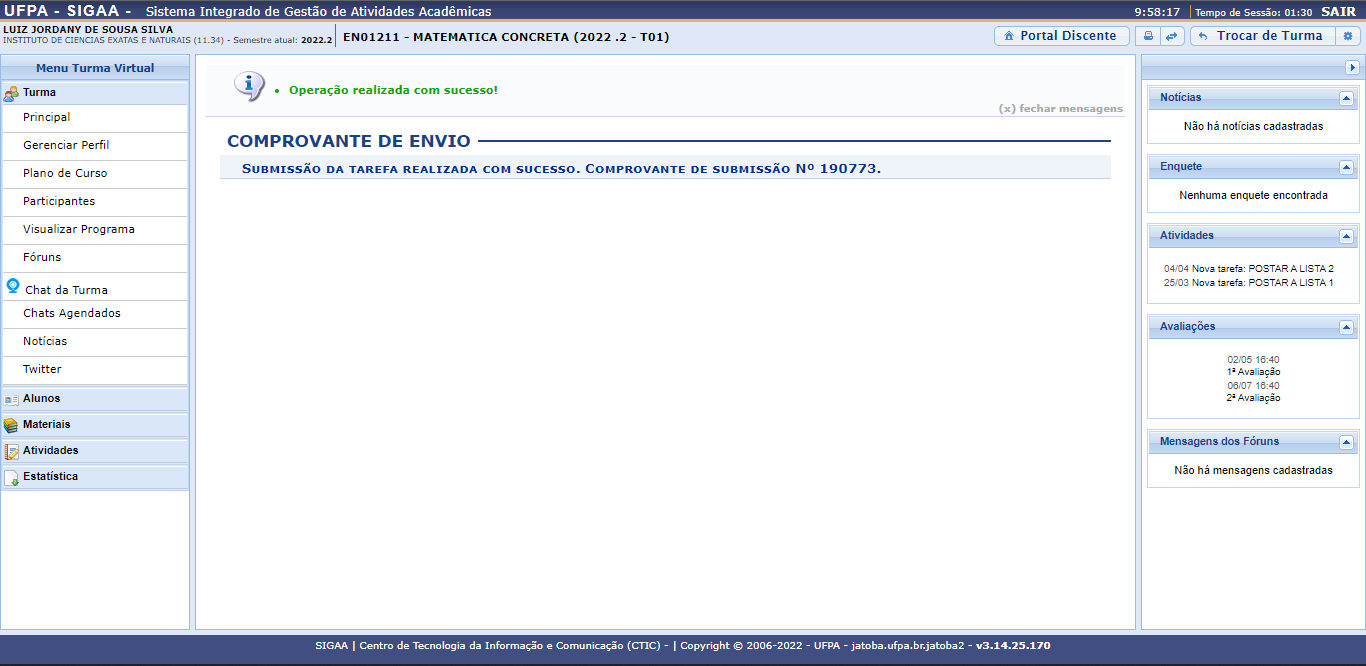 UFPA - SIGAA - Sistema Integrado de Gestão de Atividades Acadêmicas
9:58:17 Tempo de Sessão: 01:30 SAIR
LUIZ JORDANY DE SOUSA SILVA
INSTITUTO DE CIENCIAS EXATAS E NATURAIS (11.34) - Semestre atual: 2022.2
EN01211 - MATEMATICA CONCRETA (2022 .2 - T01)
Portal Discente
Trocar de Turma
Menu Turma Virtual
Turma
Principal
Gerenciar Perfil
Plano de Curso
Participantes
Visualizar Programa
Fóruns
Chat da Turma
Chats Agendados
Notícias
Twitter
Alunos
Materiais
Atividades
Estatística
• Operação realizada com sucesso!
(x) fechar mensagens
COMPROVANTE DE ENVIO
SUBMISSÃO DA TAREFA REALIZADA COM SUCESSO. COMPROVANTE DE SUBMISSÃO Nº 190773.
Notícias
Não há notícias cadastradas
Enquete
Nenhuma enquete encontrada
Atividades
04/04 Nova tarefa: POSTAR A LISTA 2
25/03 Nova tarefa: POSTAR A LISTA 1
Avaliações
02/05 16:40
1ª Avaliação
06/07 16:40
2ª Avaliação
Mensagens dos Fóruns
Não há mensagens cadastradas
SIGAA | Centro de Tecnologia da Informação e Comunicação (CTIC) - | Copyright © 2006-2022 - UFPA - jatoba.ufpa.br.jatoba2 - v3.14.25.170